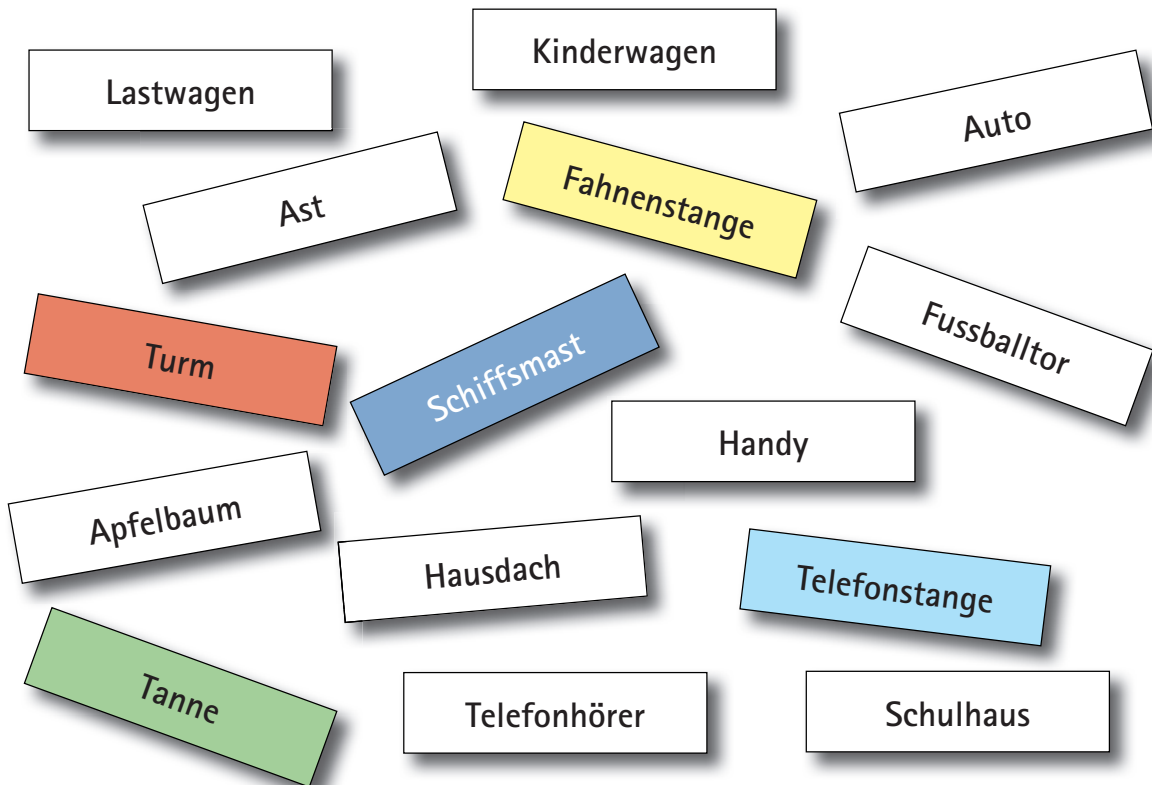 Kinderwagen
Lastwagen
Auto
Ast
Fahnenstange
Fussballtor
Turm
Schiffsmast
Handy
Apfelbaum
Hausdach
Telefonstange
Tanne
Telefonhörer
Schulhaus